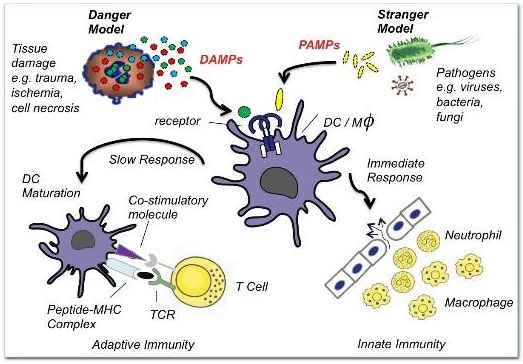 Danger
Model
Stranger
Model
Tissue
damage
e.g. trauma,
ischemia,
cell necrosis
DAMPs
PAMPs
Pathogens
e.g. viruses,
bacteria,
fungi
receptor
DC / Mϕ
Slow Response
Immediate
Response
DC
Maturation
Co-stimulatory
molecule
Neutrophil
T Cell
Macrophage
Peptide-MHC
Complex
TCR
Adaptive Immunity
Innate Immunity